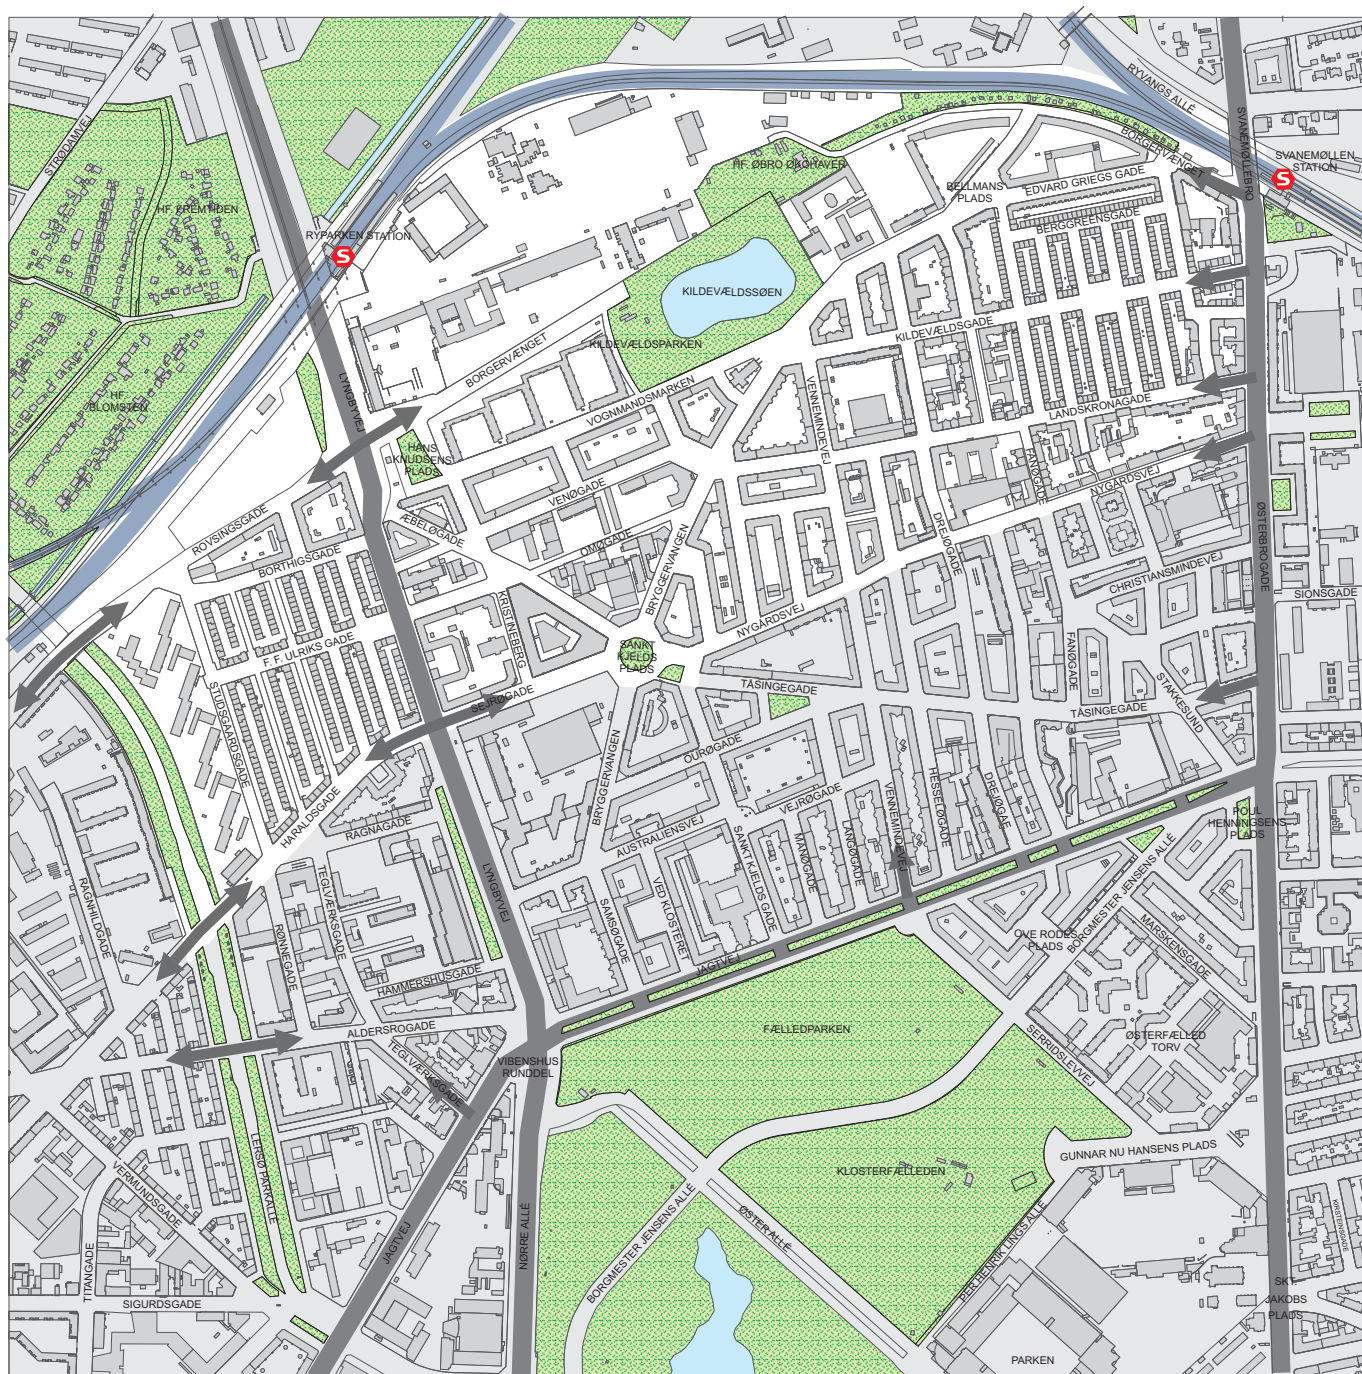 STRØDAMVEJ
HF. FREMTIDEN
RYPARKEN STATION
S
HF.
BLOMSTEN
LYNGBYVEJ
BORGERVÆNGET
KILDEVÆLDSPARKEN
KILDEVÆLDSSØEN
HF. ØBRO ØKOHAVER
BELLMANS
PLADS
EDVARD GRIEGS GADE
BERGGREENSGADE
BORGERVÆNGET
RYVANGS ALLÉ
SVANEMØLLEBRO
SVANEMØLLEN
STATION
S
KILDEVÆLDSGADE
VOGNMANDSMARKEN
VENNEMINDEVEJ
LANDSKRONAGADE
HANS
KNUDSENS
PLADS
FANØGADE
NYGÅRDSVEJ
VENØGADE
ÆBELØGADE
OMØGADE
ROVSINGSGADE
BORTHIGSGADE
BRYGGERVANGEN
DREJØGADE
ØSTERBROGADE
CHRISTIANSMINDEVEJ
SIONSGADE
KRISTINEBERG
F. F. ULRIKS GADE
NYGÅRDSVEJ
SANKT
KJELDS
PLADS
FANØGADE
STUDSGAARDSGADE
SEJRØGADE
TÅSINGEGADE
TÅSINGEGADE
STAKKESUND
OURØGADE
BRYGGERVANGEN
VEJRØGADE
HARALDSGADE
RAGNAGADE
AUSTRALIENSVEJ
SANKT KJELDS GADE
MANØGADE
LANGØGADE
VENNEMINDEVEJ
HESSELØGADE
DREJØGAE
POUL
HENNINGSENS
PLADS
LYNGBYVEJ
RAGNHILDGADE
TEGLVÆRKSGADE
RØNNEGADE
SAMSØGADE
VED KLOSTERET
BORGMESTER JENSENS ALLÉ
MARSKENSGADE
OVE RODES
PLADS
JAGTVEJ
HAMMERSHUSGADE
ALDERSROGADE
TEGLVÆRKSGADE
VIBENSHUS
RUNDDEL
FÆLLEDPARKEN
SERRIDSLEVVEJ
ØSTERFÆLLED
TORV
GUNNAR NU HANSENS PLADS
KLOSTERFÆLLEDEN
LERSØ PARKALLÉ
VERMUNDSGADE
TITANGADE
SIGURDSGADE
JAGTVEJ
NØRRE ALLÉ
BORGMESTER JENSENS ALLÉ
ØSTER ALLÉ
PER HENRIK LINGS ALLÉ
KIRSTEINSGADE
SKT.
JAKOBS
PLADS
PARKEN